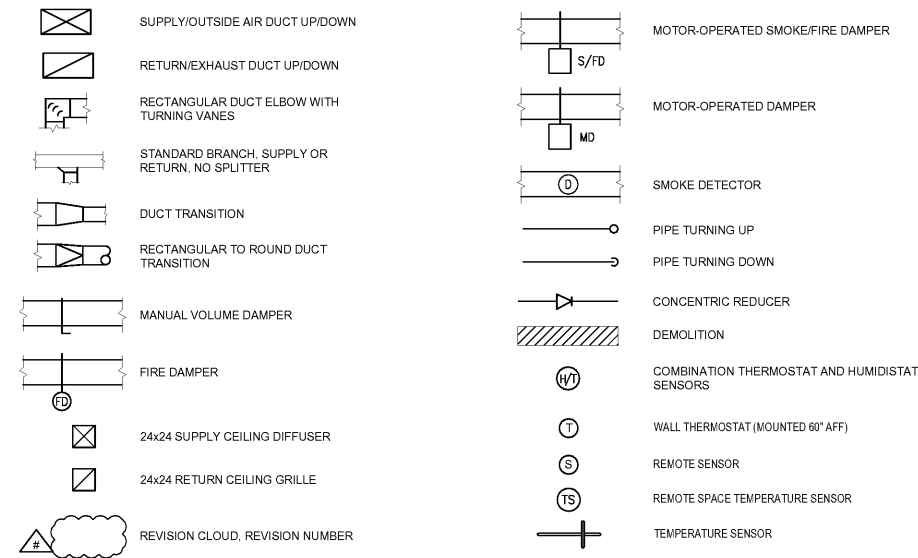 SUPPLY/OUTSIDE AIR DUCT UP/DOWN
RETURN/EXHAUST DUCT UP/DOWN
RECTANGULAR DUCT ELBOW WITH
TURNING VANES
STANDARD BRANCH, SUPPLY OR
RETURN, NO SPLITTER
DUCT TRANSITION
RECTANGULAR TO ROUND DUCT
TRANSITION
MANUAL VOLUME DAMPER
FIRE DAMPER
FD
24x24 SUPPLY CEILING DIFFUSER
24x24 RETURN CEILING GRILLE
# REVISION CLOUD, REVISION NUMBER
MOTOR-OPERATED SMOKE/FIRE DAMPER
S/FD
MOTOR-OPERATED DAMPER
MD
D SMOKE DETECTOR
PIPE TURNING UP
PIPE TURNING DOWN
CONCENTRIC REDUCER
DEMOLITION
H/T COMBINATION THERMOSTAT AND HUMIDISTAT
SENSORS
T WALL THERMOSTAT (MOUNTED 60" AFF)
S REMOTE SENSOR
TS REMOTE SPACE TEMPERATURE SENSOR
TEMPERATURE SENSOR